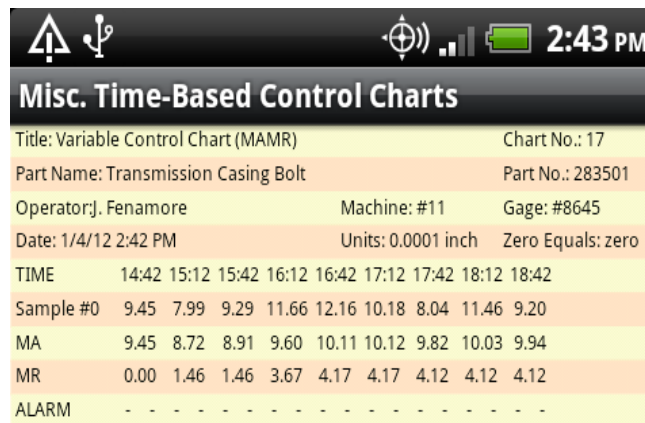 2:43 PM
Misc. Time-Based Control Charts
Title: Variable Control Chart (MAMR) Chart No.: 17
Part Name: Transmission Casing Bolt Part No.: 283501
Operator:J. Fenamore Machine: #11 Gage: #8645
Date: 1/4/12 2:42 PM Units: 0.0001 inch Zero Equals: zero
TIME 14:42 15:12 15:42 16:12 16:42 17:12 17:42 18:12 18:42
Sample #0 9.45 7.99 9.29 11.66 12.16 10.18 8.04 11.46 9.20
MA 9.45 8.72 8.91 9.60 10.11 10.12 9.82 10.03 9.94
MR 0.00 1.46 1.46 3.67 4.17 4.17 4.12 4.12 4.12
ALARM - - - - - - - - - - - - - - - - - -